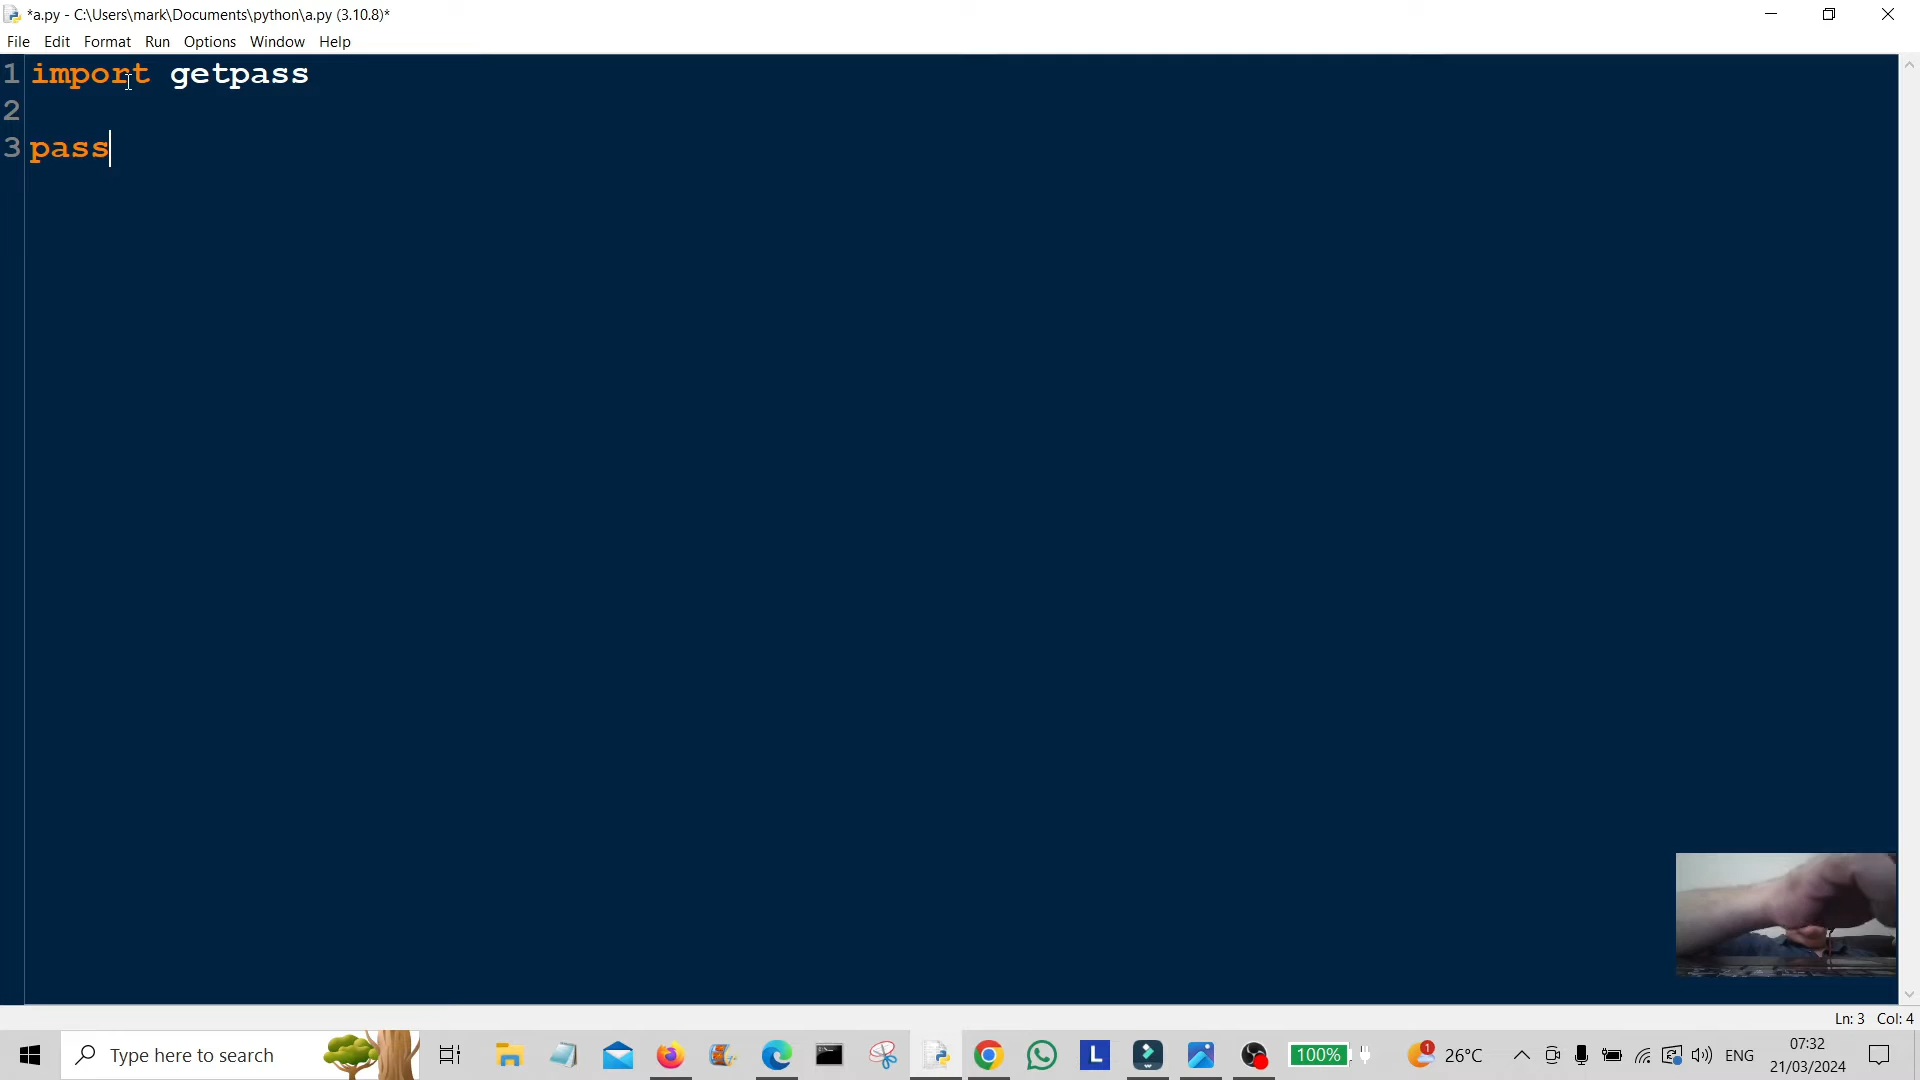 *a.py - C:\Users\mark\Documents\python\a.py (3.10.8)*
File Edit Format Run Options Window Help
1 import getpass
2
3 pass
Ln: 3 Col: 4
Type here to search
L
100%
1
26°C
ENG
07:32
21/03/2024